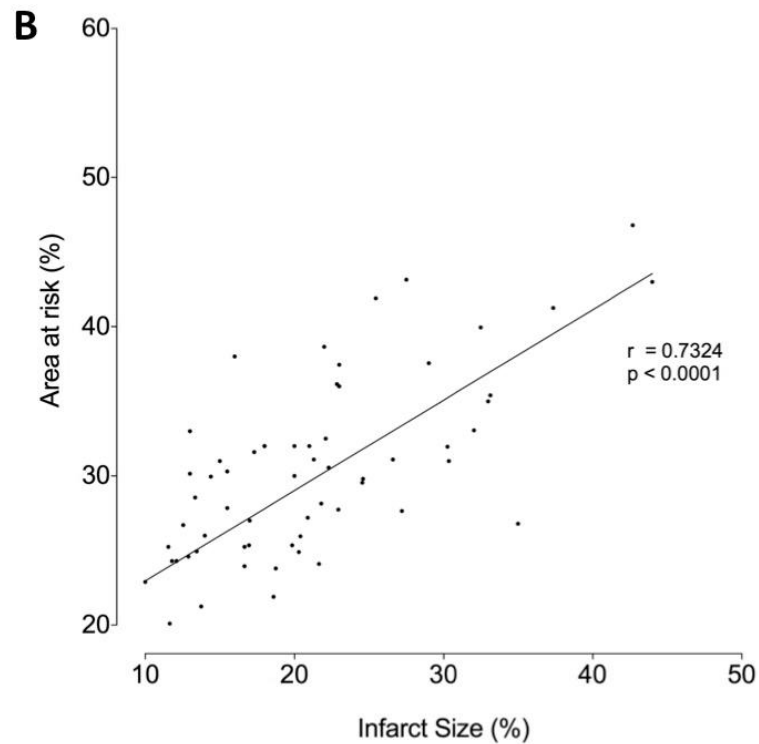 B
60
50
40
30
20
Area at risk (%)
r = 0.7324
p < 0.0001
10 20 30 40 50
Infarct Size (%)